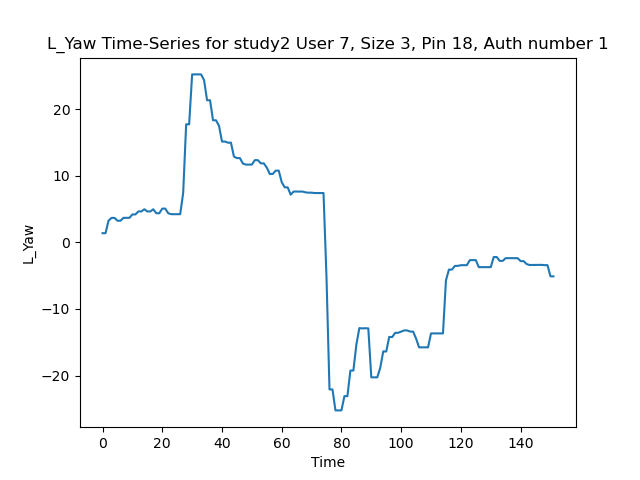 L_Yaw Time-Series for study2 User 7, Size 3, Pin 18, Auth number 1
L_Yaw
20
10
0
−10
−20
0 20 40 60 80 100 120 140
Time